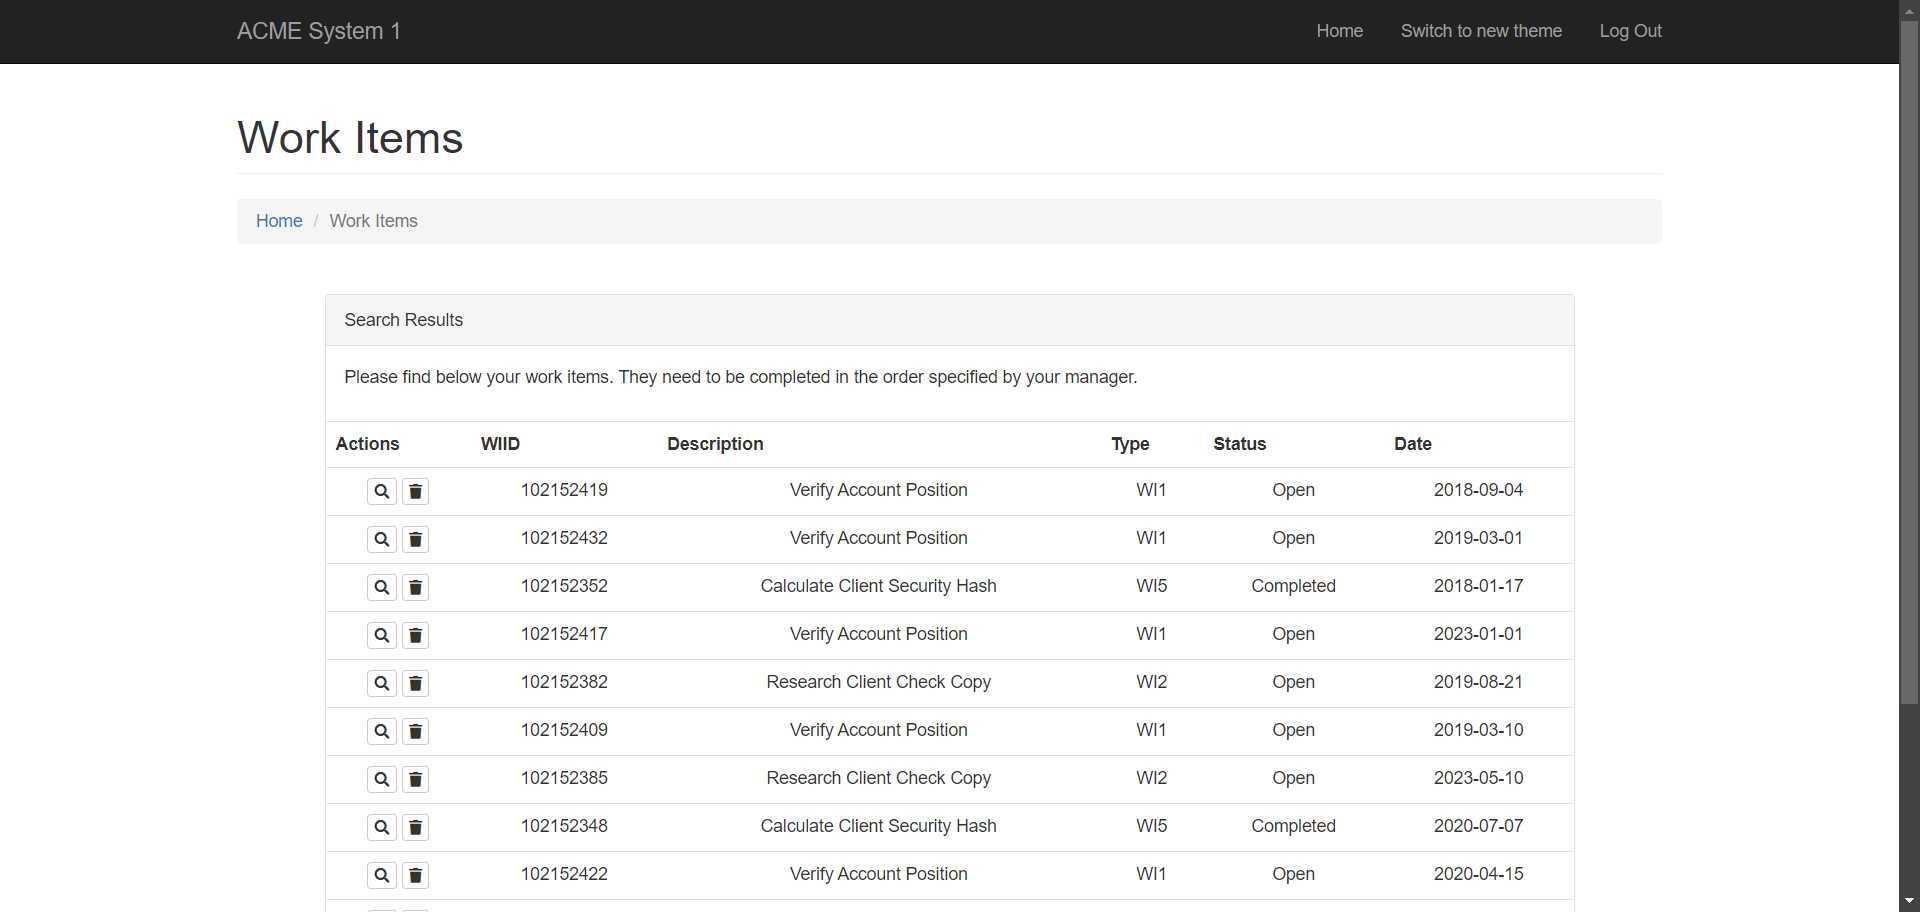 ACME System 1 Home Switch to new theme Log Out
Work Items
Home / Work Items
Search Results
Please find below your work items. They need to be completed in the order specified by your manager.
Actions WIID Description Type Status Date
102152419 Verify Account Position WI1 Open 2018-09-04
102152432 Verify Account Position WI1 Open 2019-03-01
102152352 Calculate Client Security Hash WI5 Completed 2018-01-17
102152417 Verify Account Position WI1 Open 2023-01-01
102152382 Research Client Check Copy WI2 Open 2019-08-21
102152409 Verify Account Position WI1 Open 2019-03-10
102152385 Research Client Check Copy WI2 Open 2023-05-10
102152348 Calculate Client Security Hash WI5 Completed 2020-07-07
102152422 Verify Account Position WI1 Open 2020-04-15